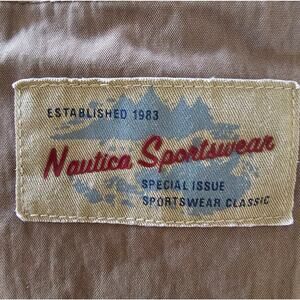 ESTABLISHED 1983
Nautica Sportswear
SPECIAL ISSUE
SPORTSWEAR CLASSIC